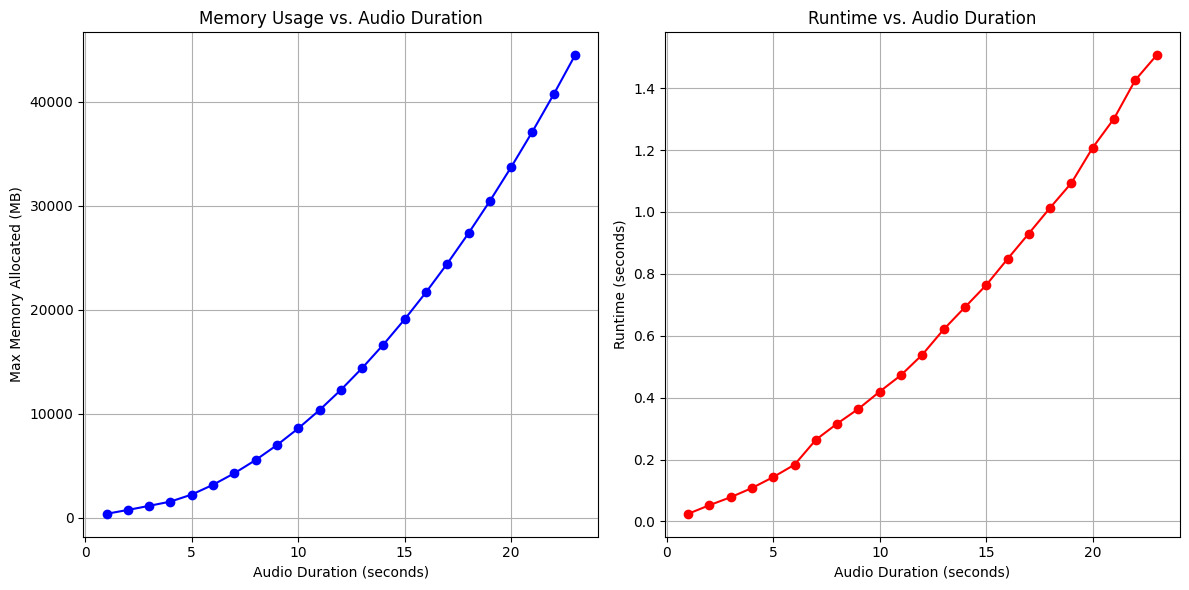 Memory Usage vs. Audio Duration
Max Memory Allocated (MB)
40000
30000
20000
10000
0
0 5 10 15 20
Audio Duration (seconds)
Runtime vs. Audio Duration
Runtime (seconds)
1.4
1.2
1.0
0.8
0.6
0.4
0.2
0.0
0 5 10 15 20
Audio Duration (seconds)